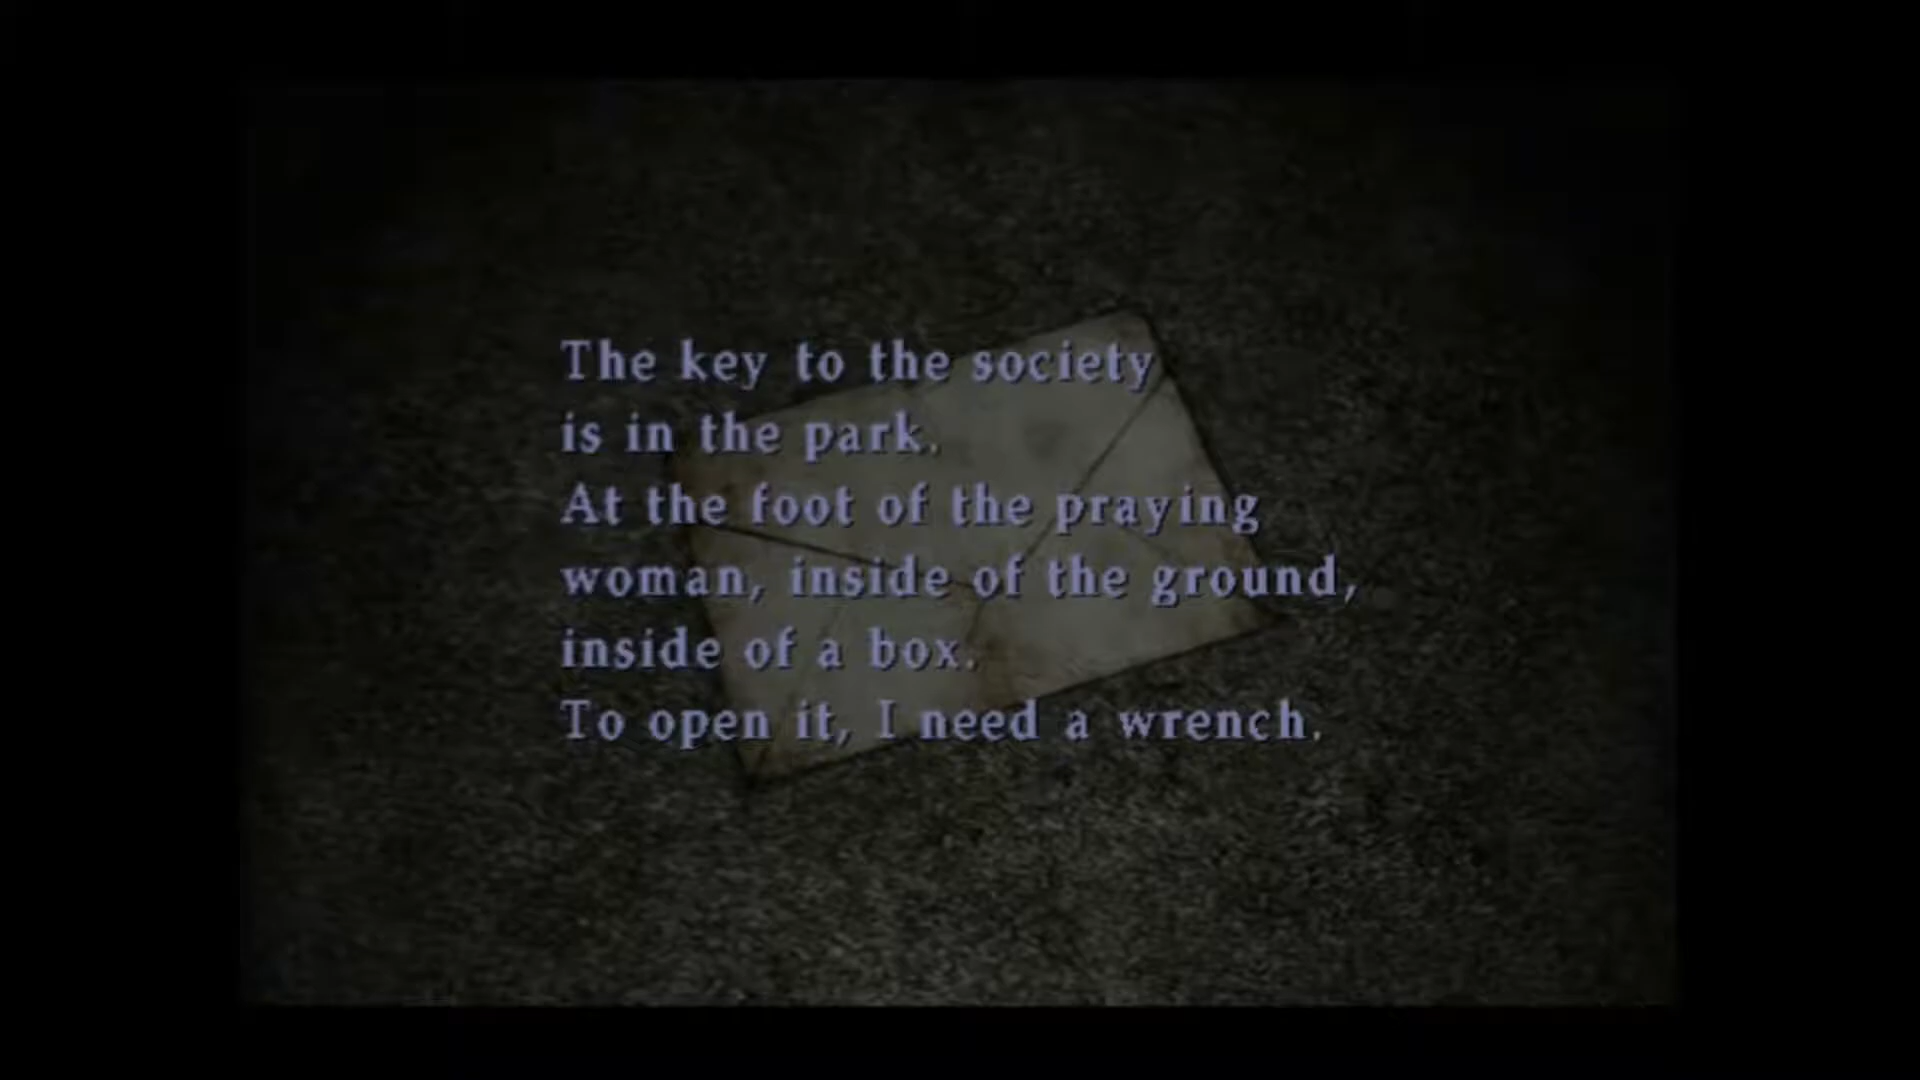 The key to the society
is in the park.
At the foot of the praying
woman, inside of the ground,
inside of a box.
To open it, I need a wrench.